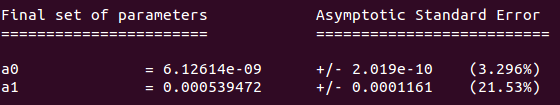 Final set of parameters            Asymptotic Standard Error
=======================            ==========================
a0              = 6.12614e-09      +/- 2.019e-10    (3.296%)
a1              = 0.000539472      +/- 0.0001161    (21.53%)